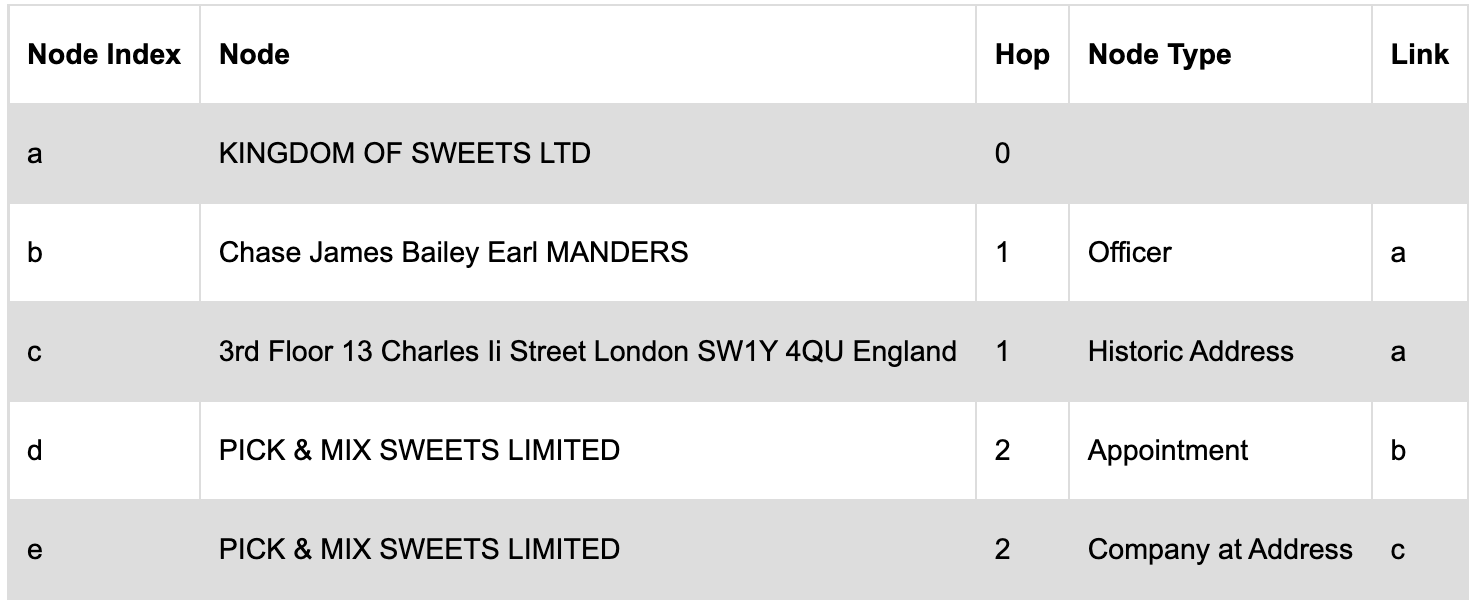 Node Index Node Hop Node Type Link
a KINGDOM OF SWEETS LTD 0
b Chase James Bailey Earl MANDERS 1 Officer a
c 3rd Floor 13 Charles Ii Street London SW1Y 4QU England 1 Historic Address a
d PICK & MIX SWEETS LIMITED 2 Appointment b
e PICK & MIX SWEETS LIMITED 2 Company at Address c